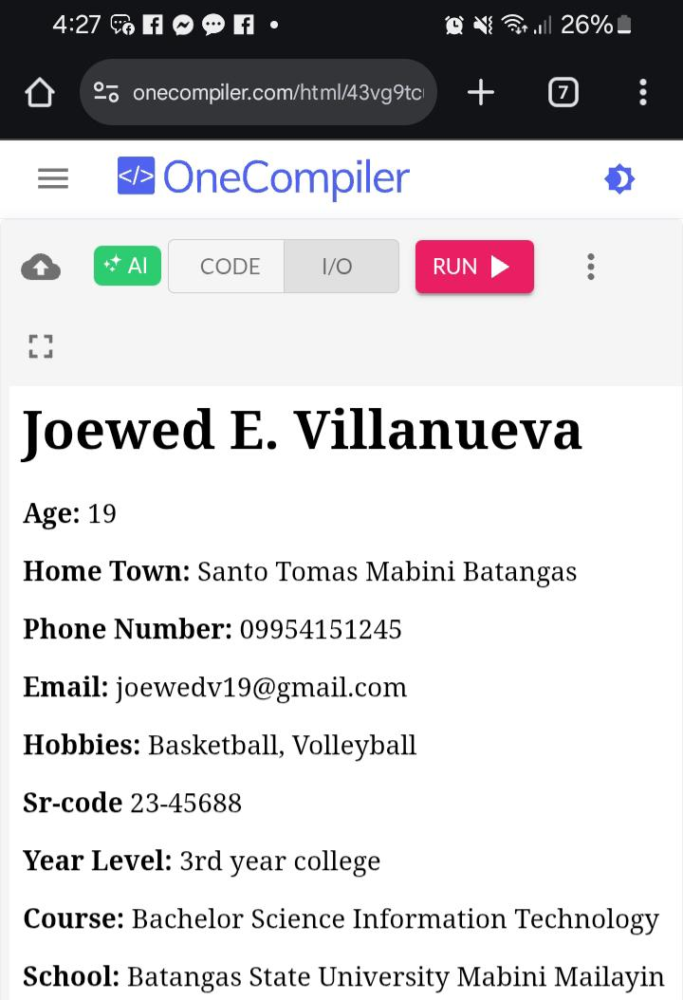 4:27
26%
onecompiler.com/html/43vg9tc
7
</> OneCompiler
AI
CODE
I/O
RUN
Joewed E. Villanueva
Age: 19
Home Town: Santo Tomas Mabini Batangas
Phone Number: 09954151245
Email: joewedv19@gmail.com
Hobbies: Basketball, Volleyball
Sr-code 23-45688
Year Level: 3rd year college
Course: Bachelor Science Information Technology
School: Batangas State University Mabini Mailayin